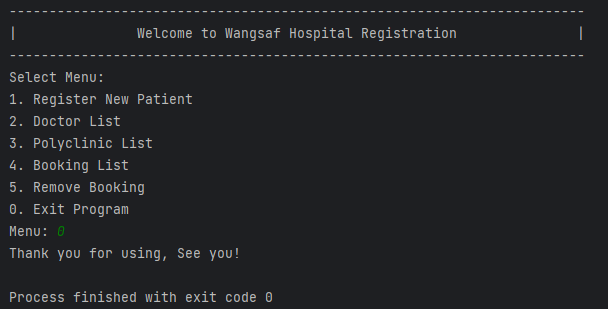 ------------------------------------------------------------------------
|               Welcome to Wangsaf Hospital Registration               |
------------------------------------------------------------------------
Select Menu:
1. Register New Patient
2. Doctor List
3. Polyclinic List
4. Booking List
5. Remove Booking
0. Exit Program
Menu: 0
Thank you for using, See you!

Process finished with exit code 0